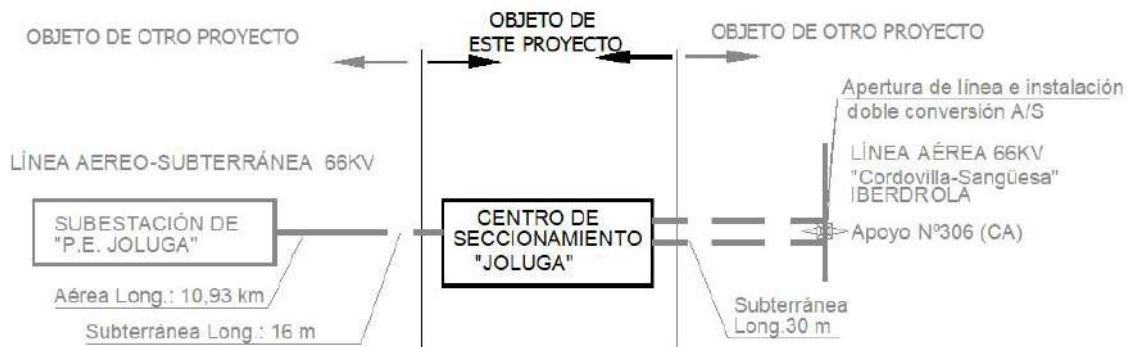 OBJETO DE OTRO PROYECTO
OBJETO DE
ESTE PROYECTO
OBJETO DE OTRO PROYECTO
Apertura de línea e instalación
doble conversión A/S
LÍNEA AEREO-SUBTERRÁNEA 66KV
LÍNEA AÉREA 66KV
"Cordovilla-Sangüesa"
IBERDROLA
SUBESTACIÓN DE
"P.E. JOLUGA"
CENTRO DE
SECCIONAMIENTO
"JOLUGA"
Apoyo Nº306 (CA)
Aérea Long.: 10,93 km
Subterránea Long.: 16 m
Subterránea
Long.30 m